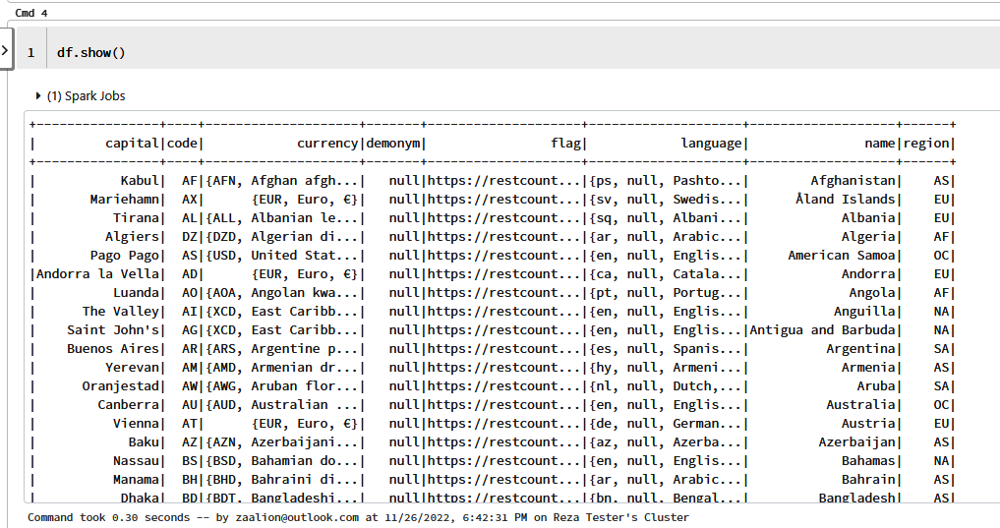 Cmd 4
1 df.show()
(1) Spark Jobs
+----------------+----+--------------------+-------+--------------------+--------------------+-------------------+------+
|         capital|code|            currency|demonym|                flag|            language|               name|region|
+----------------+----+--------------------+-------+--------------------+--------------------+-------------------+------+
|           Kabul|  AF|{AFN, Afghan afgh...|   null|https://restcount...|{ps, null, Pashto...|        Afghanistan|    AS|
|       Mariehamn|  AX|      {EUR, Euro, €}|   null|https://restcount...|{sv, null, Swedis...|      Åland Islands|    EU|
|          Tirana|  AL|{ALL, Albanian le...|   null|https://restcount...|{sq, null, Albani...|            Albania|    EU|
|         Algiers|  DZ|{DZD, Algerian di...|   null|https://restcount...|{ar, null, Arabic...|            Algeria|    AF|
|       Pago Pago|  AS|{USD, United Stat...|   null|https://restcount...|{en, null, Englis...|     American Samoa|    OC|
|Andorra la Vella|  AD|      {EUR, Euro, €}|   null|https://restcount...|{ca, null, Catala...|            Andorra|    EU|
|          Luanda|  AO|{AOA, Angolan kwa...|   null|https://restcount...|{pt, null, Portug...|             Angola|    AF|
|      The Valley|  AI|{XCD, East Caribb...|   null|https://restcount...|{en, null, Englis...|           Anguilla|    NA|
|    Saint John's|  AG|{XCD, East Caribb...|   null|https://restcount...|{en, null, Englis...|Antigua and Barbuda|    NA|
|    Buenos Aires|  AR|{ARS, Argentine p...|   null|https://restcount...|{es, null, Spanis...|          Argentina|    SA|
|         Yerevan|  AM|{AMD, Armenian dr...|   null|https://restcount...|{hy, null, Armeni...|            Armenia|    AS|
|      Oranjestad|  AW|{AWG, Aruban flor...|   null|https://restcount...|{nl, null, Dutch,...|              Aruba|    SA|
|        Canberra|  AU|{AUD, Australian ...|   null|https://restcount...|{en, null, Englis...|          Australia|    OC|
|          Vienna|  AT|      {EUR, Euro, €}|   null|https://restcount...|{de, null, German...|            Austria|    EU|
|            Baku|  AZ|{AZN, Azerbaijani...|   null|https://restcount...|{az, null, Azerba...|         Azerbaijan|    AS|
|          Nassau|  BS|{BSD, Bahamian do...|   null|https://restcount...|{en, null, Englis...|            Bahamas|    NA|
|          Manama|  BH|{BHD, Bahraini di...|   null|https://restcount...|{ar, null, Arabic...|            Bahrain|    AS|
|           Dhaka|  BD|{BDT, Bangladeshi...|   null|https://restcount...|{bn, null, Bengal...|         Bangladesh|    AS|
Command took 0.30 seconds -- by zaalion@outlook.com at 11/26/2022, 6:42:31 PM on Reza Tester's Cluster